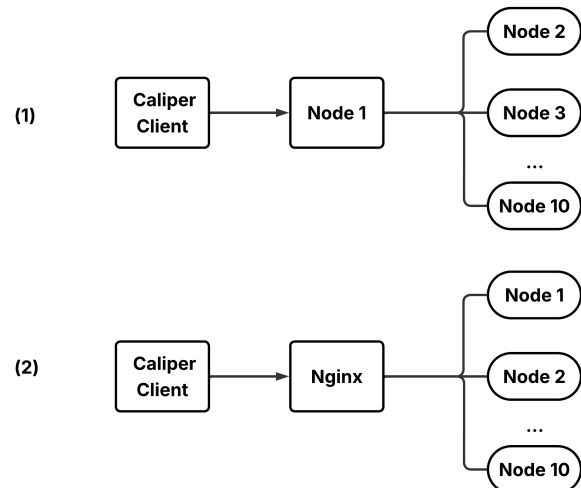 (1)
Caliper
Client
Node 1
Node 2
Node 3
...
Node 10
(2)
Caliper
Client
Nginx
Node 1
Node 2
...
Node 10